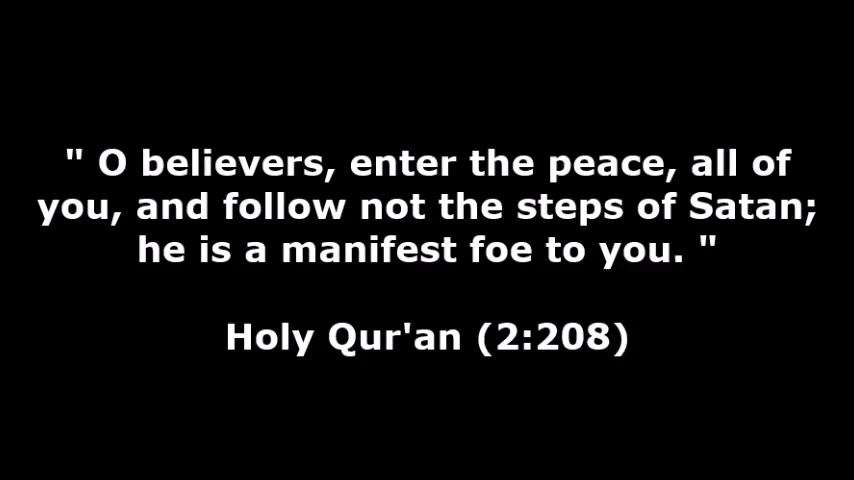 " O believers, enter the peace, all of
you, and follow not the steps of Satan;
he is a manifest foe to you. "
Holy Qur'an (2:208)